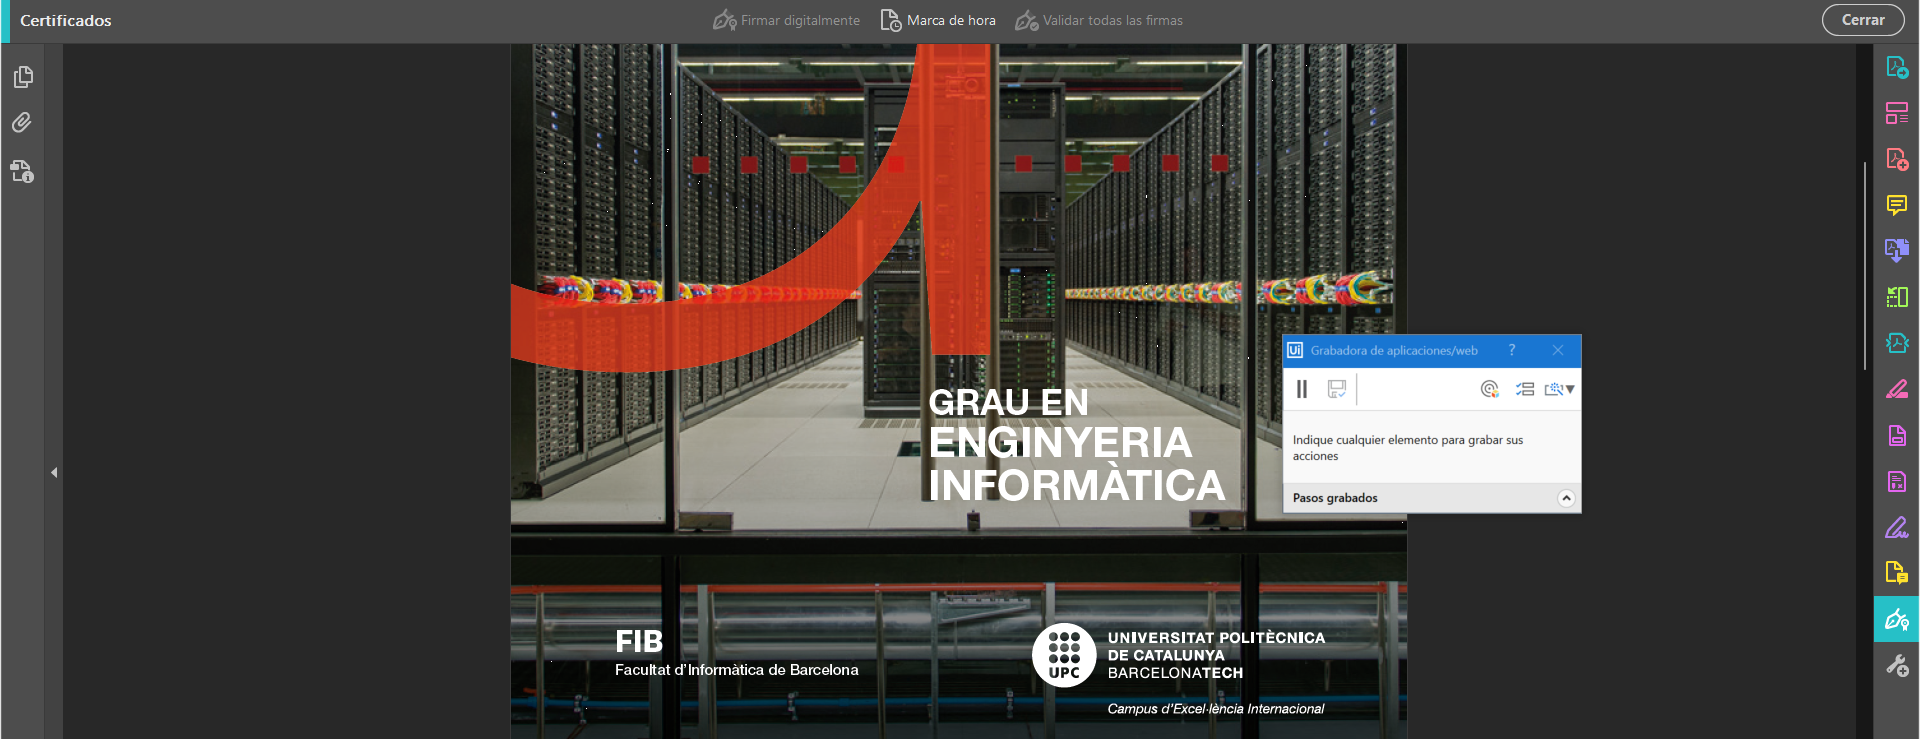 Certificados
Firmar digitalmente
Marca de hora
Validar todas las firmas
Cerrar
Ui Grabadora de aplicaciones/web ?
Indique cualquier elemento para grabar sus
acciones
Pasos grabados
GRAU EN
ENGINYERIA
INFORMÀTICA
FIB
Facultat d'Informàtica de Barcelona
UPC
UNIVERSITAT POLITÈCNICA
DE CATALUNYA
BARCELONATECH
Campus d'Excel·lència Internacional